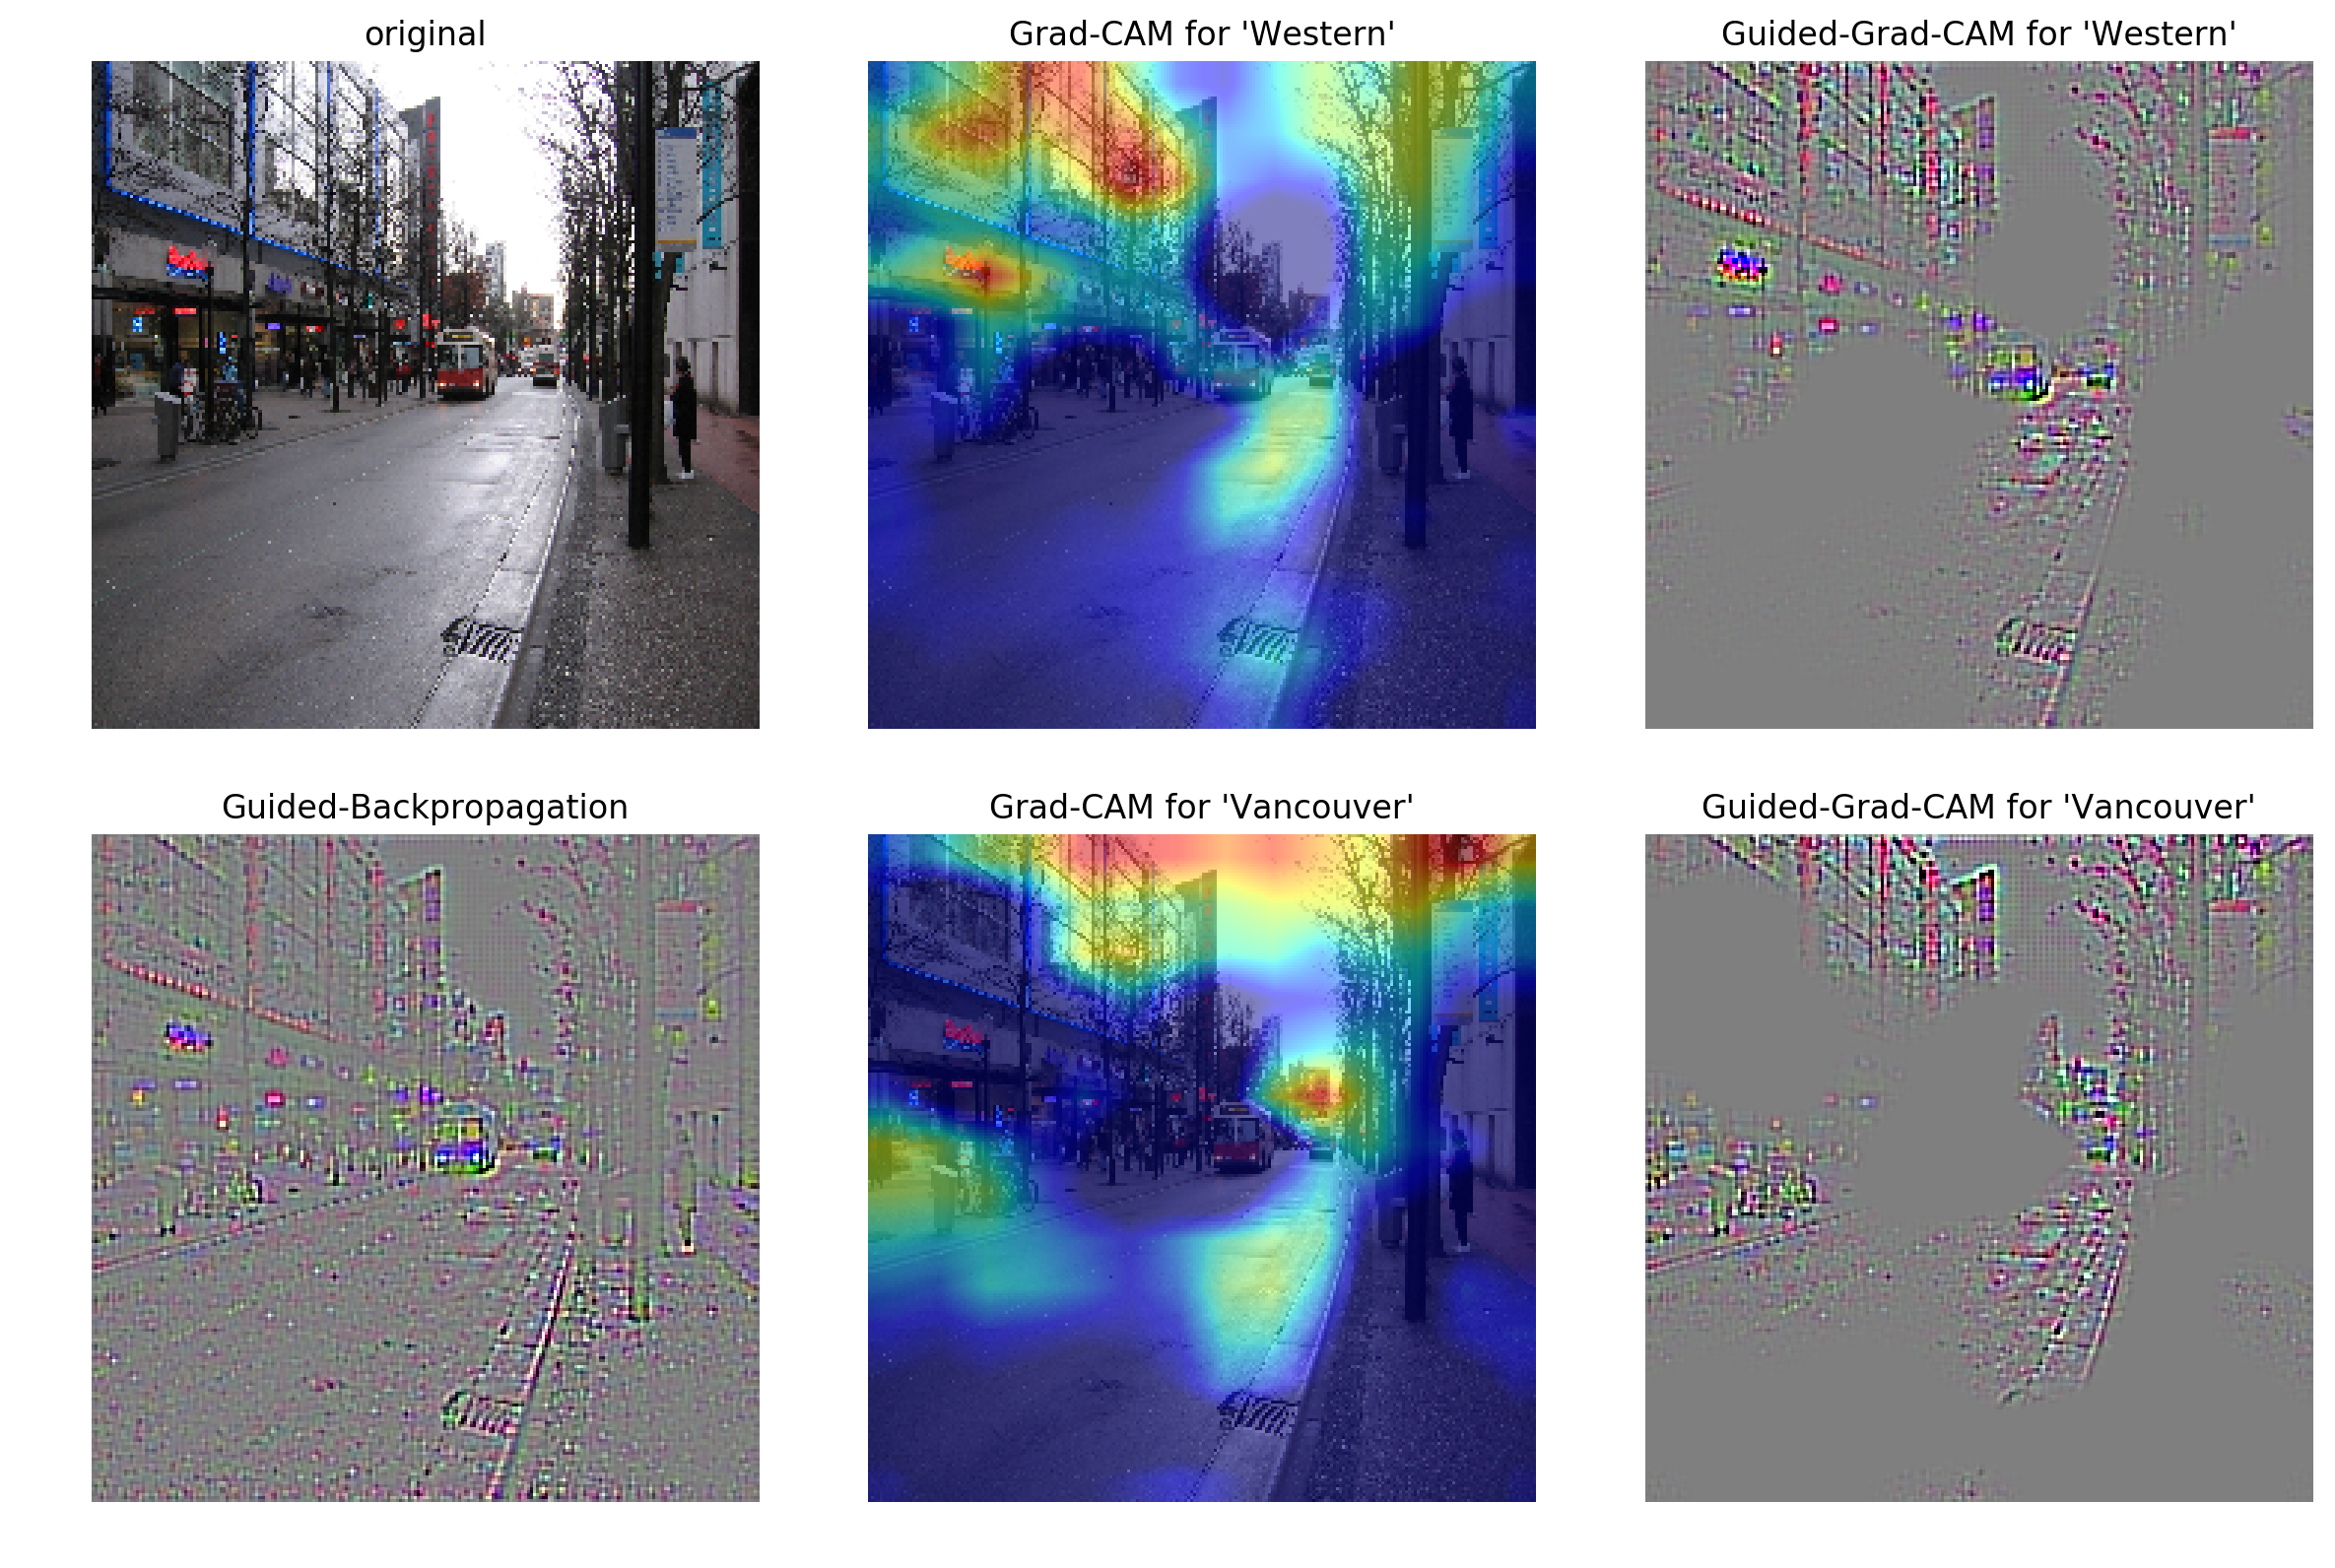 original
Grad-CAM for 'Western'
Guided-Grad-CAM for 'Western'
Guided-Backpropagation
Grad-CAM for 'Vancouver'
Guided-Grad-CAM for 'Vancouver'